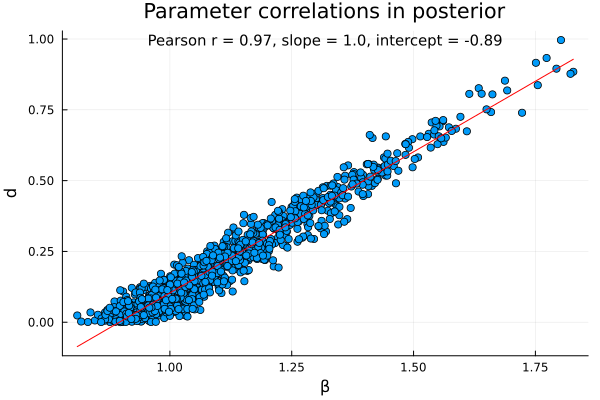 Parameter correlations in posterior
Pearson r = 0.97, slope = 1.0, intercept = -0.89
1.00
0.75
0.50
0.25
0.00
d
1.00 1.25 1.50 1.75
β